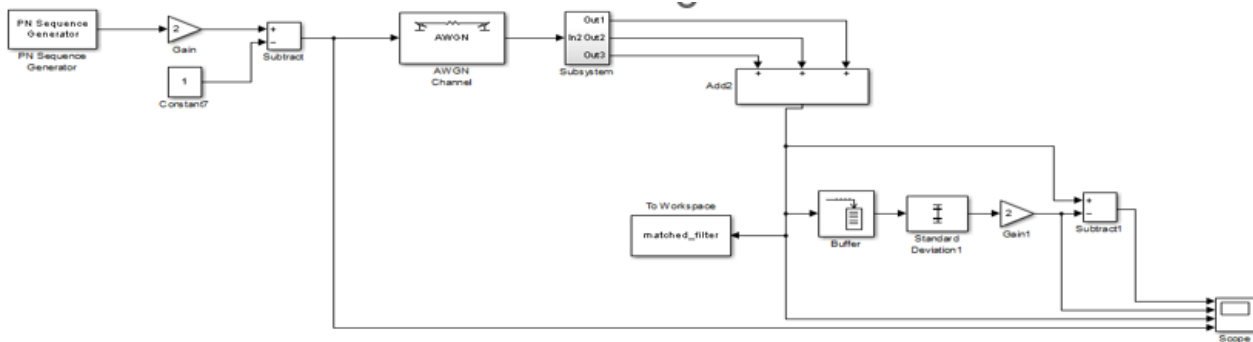 PN Sequence
Generator
PN Sequence
Generator
2
Gain
1
Constant7
+
−
Subtract
AWGN
AWGN
Channel
Out1
In2 Out2
Out3
Subsystem
+ + +
Add2
To Workspace
matched_filter
Buffer
Standard
Deviation1
2
Gain1
+
−
Subtract1
Scope